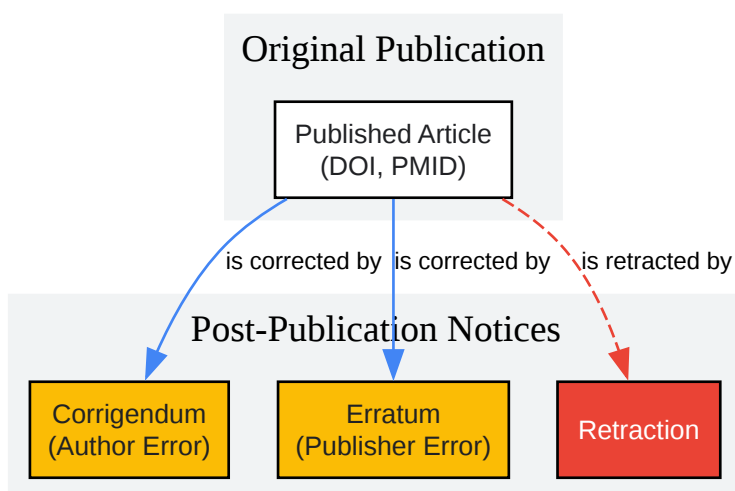 Original Publication
Published Article
(DOI, PMID)
is corrected by
is corrected by
is retracted by
Post-Publication Notices
Corrigendum
(Author Error)
Erratum
(Publisher Error)
Retraction